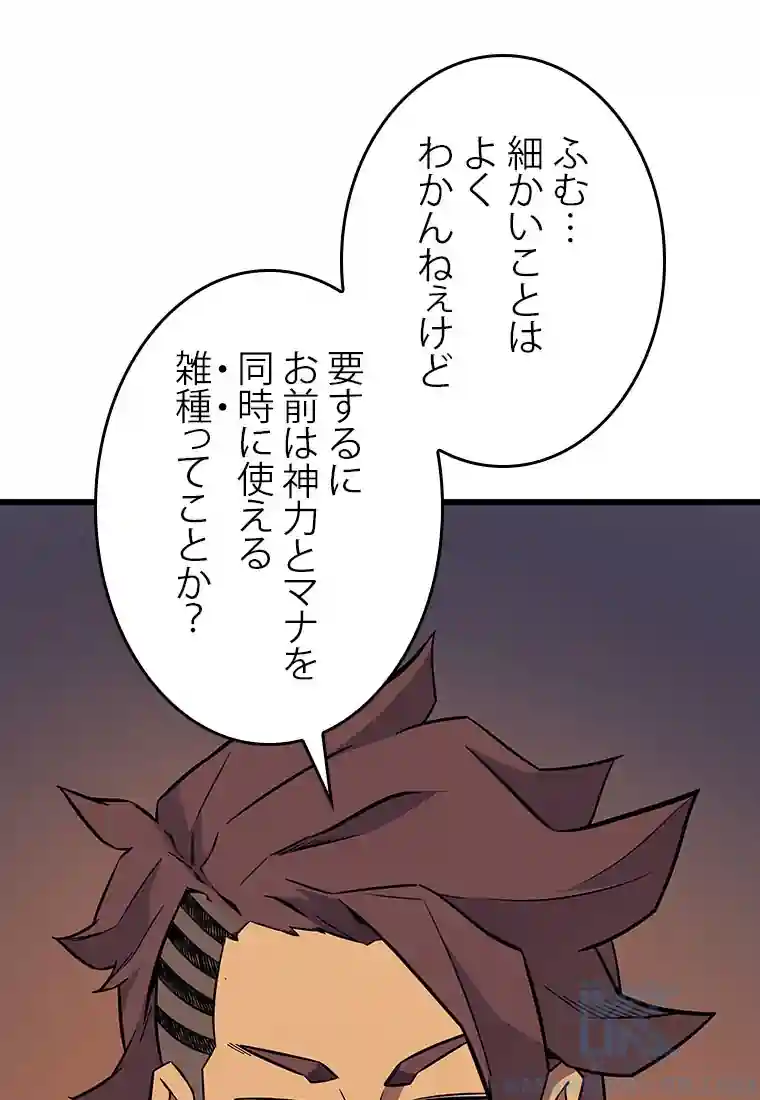 ふむ…
細かいことは
よく
わかんねぇけど
要するに
お前は神力とマナを
同時に使える
雑種ってことか？